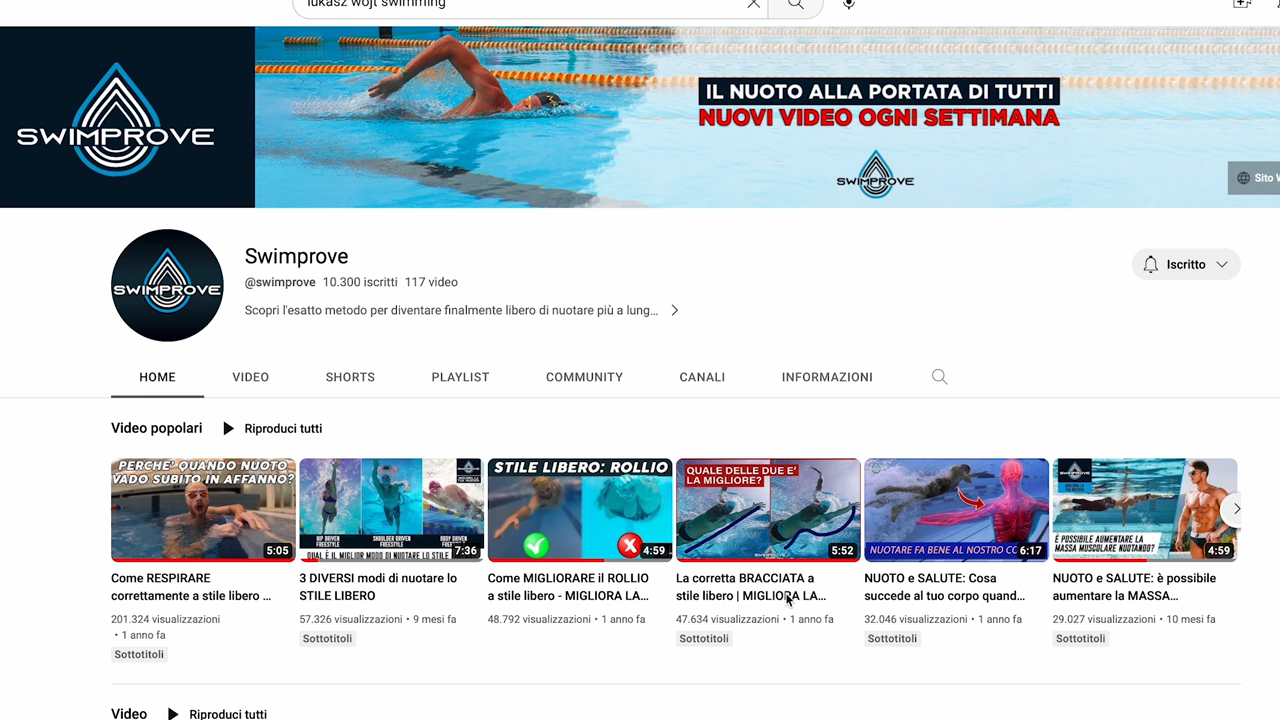 lukasz wojt swimming
SWIMPROVE
IL NUOTO ALLA PORTATA DI TUTTI
NUOVI VIDEO OGNI SETTIMANA
SWIMPROVE
Sito W
SWIMPROVE
Swimprove
@swimprove 10.300 iscritti 117 video
Scopri l'esatto metodo per diventare finalmente libero di nuotare più a lung...
Iscritto
HOME VIDEO SHORTS PLAYLIST COMMUNITY CANALI INFORMAZIONI
Video popolari Riproduci tutti
PERCHE' QUANDO NUOTO
VADO SUBITO IN AFFANNO?
5:05
HIP DRIVEN FREESTYLE
SHOULDER DRIVEN FREESTYLE
BODY DRIVEN FREESTYLE
QUAL È IL MIGLIOR MODO DI NUOTARE LO STILE
7:36
STILE LIBERO: ROLLIO
4:59
QUALE DELLE DUE E'
LA MIGLIORE?
5:52
NUOTARE FA BENE AL NOSTRO CO
6:17
È POSSIBILE AUMENTARE LA
MASSA MUSCOLARE NUOTANDO?
4:59
Come RESPIRARE
correttamente a stile libero ...
201.324 visualizzazioni
• 1 anno fa
Sottotitoli
3 DIVERSI modi di nuotare lo
STILE LIBERO
57.326 visualizzazioni • 9 mesi fa
Sottotitoli
Come MIGLIORARE il ROLLIO
a stile libero - MIGLIORA LA...
48.792 visualizzazioni • 1 anno fa
La corretta BRACCIATA a
stile libero | MIGLIORA LA...
47.634 visualizzazioni • 1 anno fa
Sottotitoli
NUOTO e SALUTE: Cosa
succede al tuo corpo quand...
32.046 visualizzazioni • 1 anno fa
Sottotitoli
NUOTO e SALUTE: è possibile
aumentare la MASSA...
29.027 visualizzazioni • 10 mesi fa
Sottotitoli
Video Riproduci tutti